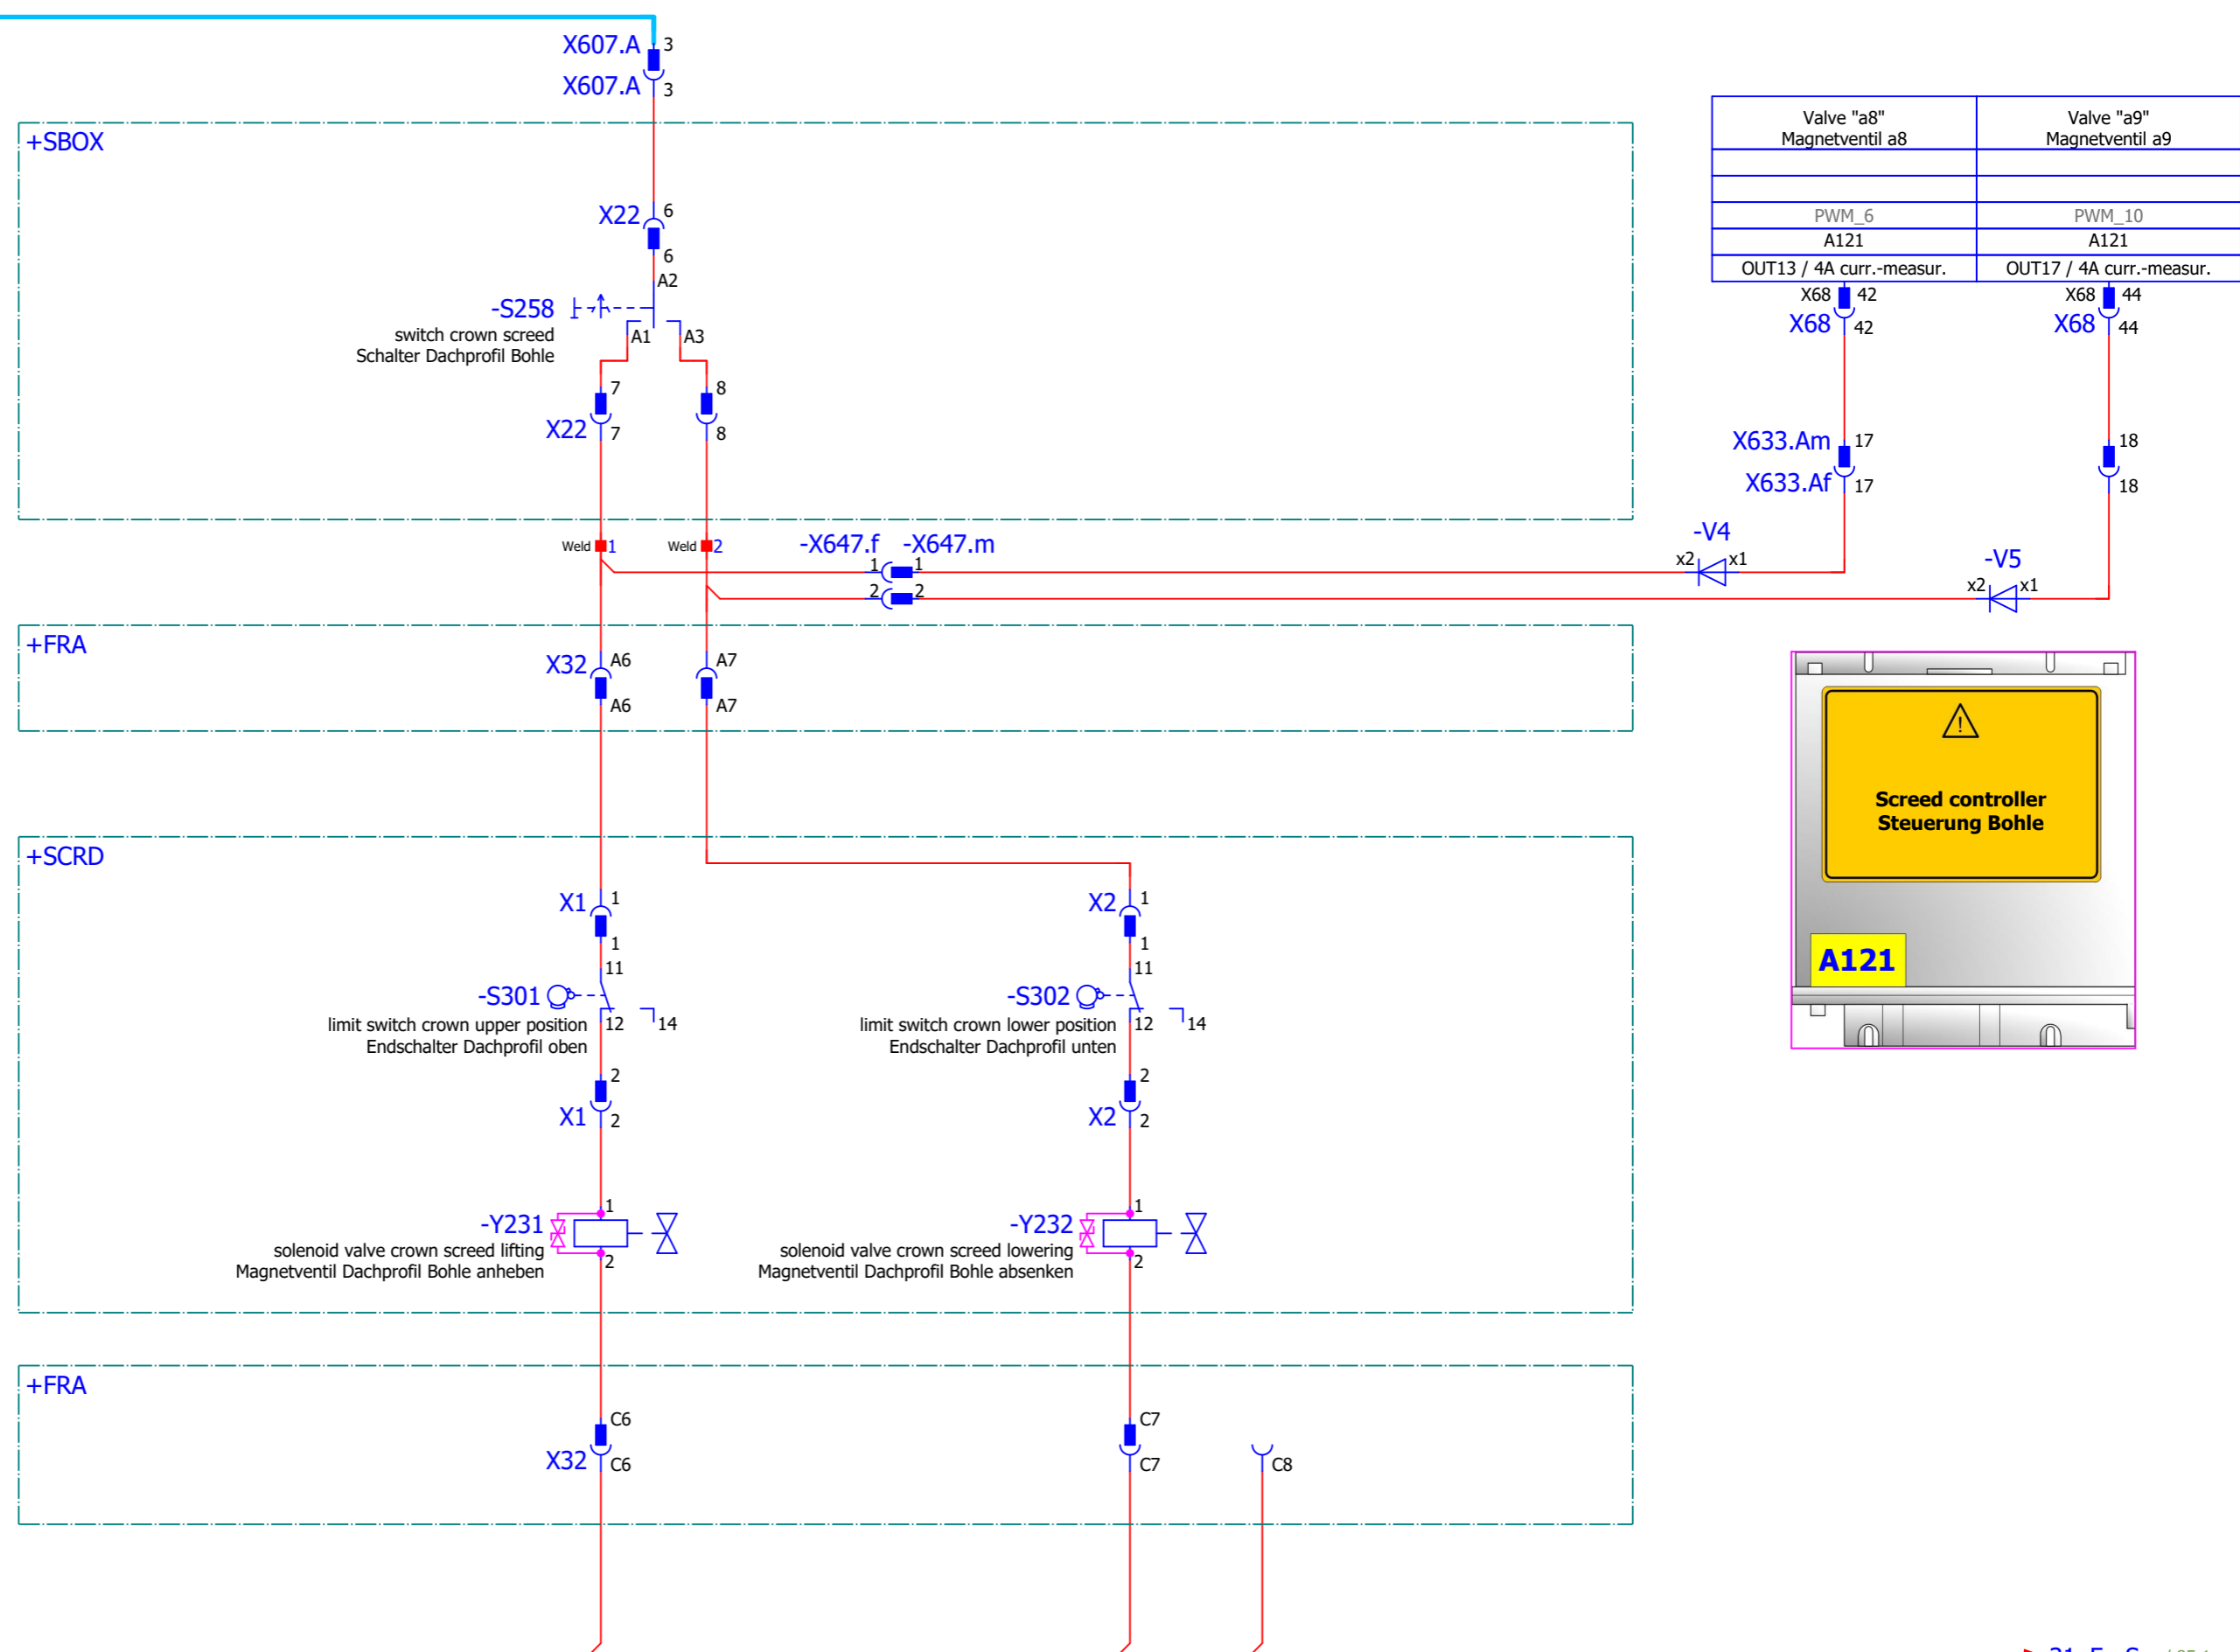 X607.A 3
X607.A 3
+SBOX
X22 6
6
A2
-S258
switch crown screed
Schalter Dachprofil Bohle
A1 A3
7 8
X22 7 8
Valve "a8" Valve "a9"
Magnetventil a8 Magnetventil a9
PWM_6 PWM_10
A121 A121
OUT13 / 4A curr.-measur. OUT17 / 4A curr.-measur.
X68 42 X68 44
X68 42 X68 44
X633.Am 17 18
X633.Af 17 18
Weld 1 Weld 2 -X647.f -X647.m
1 1
2 2
-V4
x2 x1
-V5
x2 x1
+FRA
X32 A6 A7
A6 A7
Screed controller
Steuerung Bohle
A121
+SCRD
X1 1 X2 1
1 1
11 11
-S301 -S302
limit switch crown upper position 12 14 limit switch crown lower position 12 14
Endschalter Dachprofil oben Endschalter Dachprofil unten
2 2
X1 2 X2 2
1 1
-Y231 -Y232
solenoid valve crown screed lifting 2 solenoid valve crown screed lowering 2
Magnetventil Dachprofil Bohle anheben Magnetventil Dachprofil Bohle absenken
+FRA
C6 C7
X32 C6 C7 C8